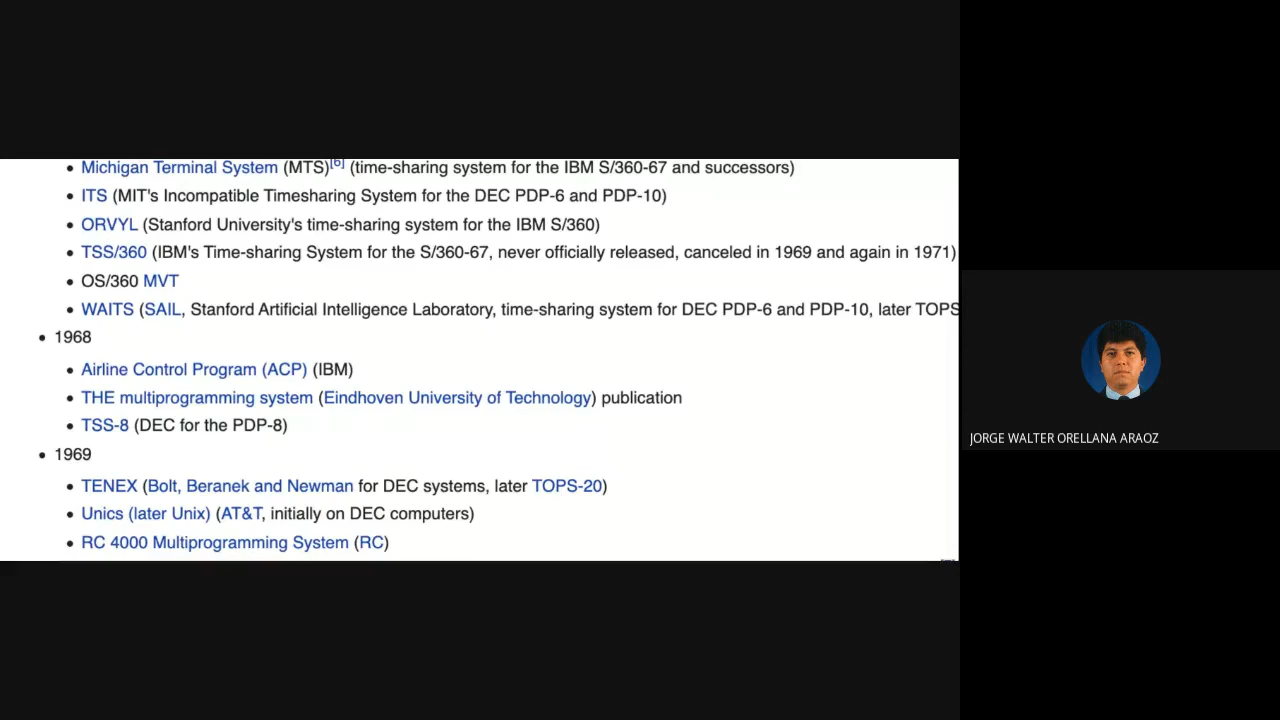 Michigan Terminal System (MTS)[6] (time-sharing system for the IBM S/360-67 and successors)
ITS (MIT's Incompatible Timesharing System for the DEC PDP-6 and PDP-10)
ORVYL (Stanford University's time-sharing system for the IBM S/360)
TSS/360 (IBM's Time-sharing System for the S/360-67, never officially released, canceled in 1969 and again in 1971)
OS/360 MVT
WAITS (SAIL, Stanford Artificial Intelligence Laboratory, time-sharing system for DEC PDP-6 and PDP-10, later TOPS
1968
Airline Control Program (ACP) (IBM)
THE multiprogramming system (Eindhoven University of Technology) publication
TSS-8 (DEC for the PDP-8)
1969
TENEX (Bolt, Beranek and Newman for DEC systems, later TOPS-20)
Unics (later Unix) (AT&T, initially on DEC computers)
RC 4000 Multiprogramming System (RC)
JORGE WALTER ORELLANA ARAOZ